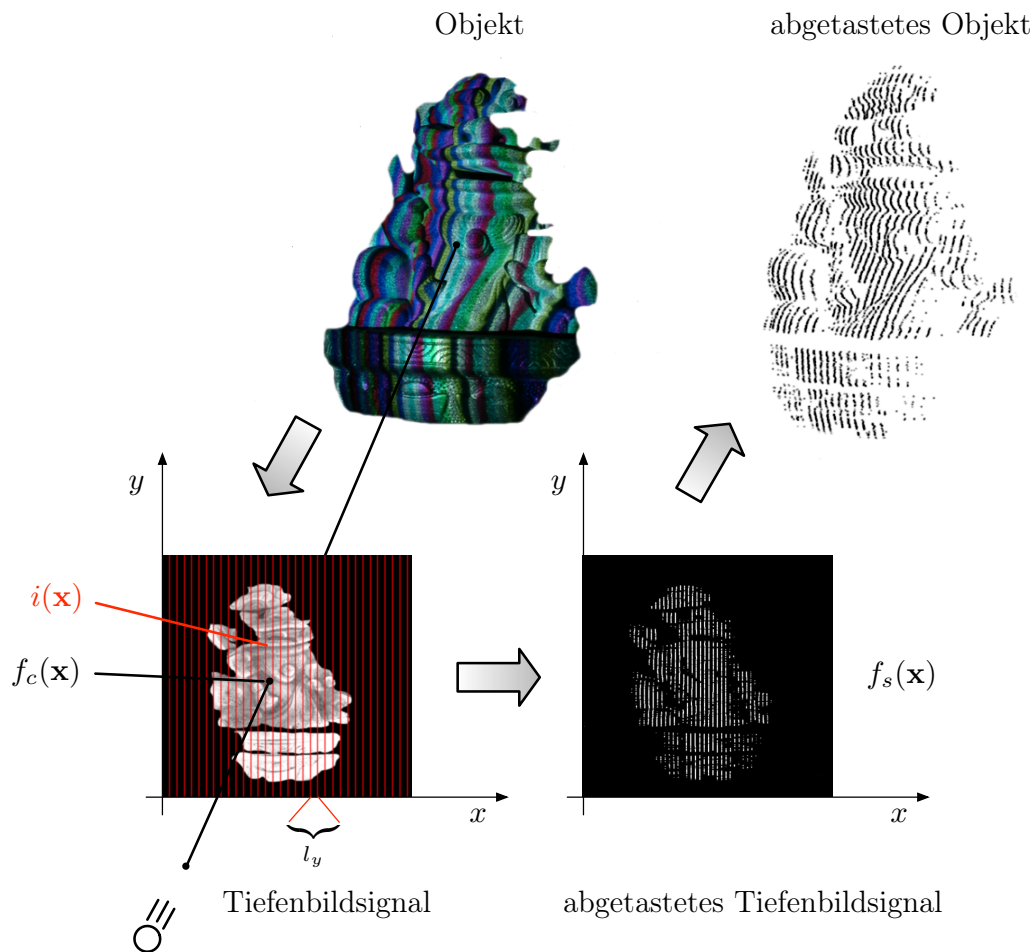 Objekt
abgetastetes Objekt
y
y
i(x)
f_c(x)
f_s(x)
x
x
l_y
Tiefenbildsignal
abgetastetes Tiefenbildsignal